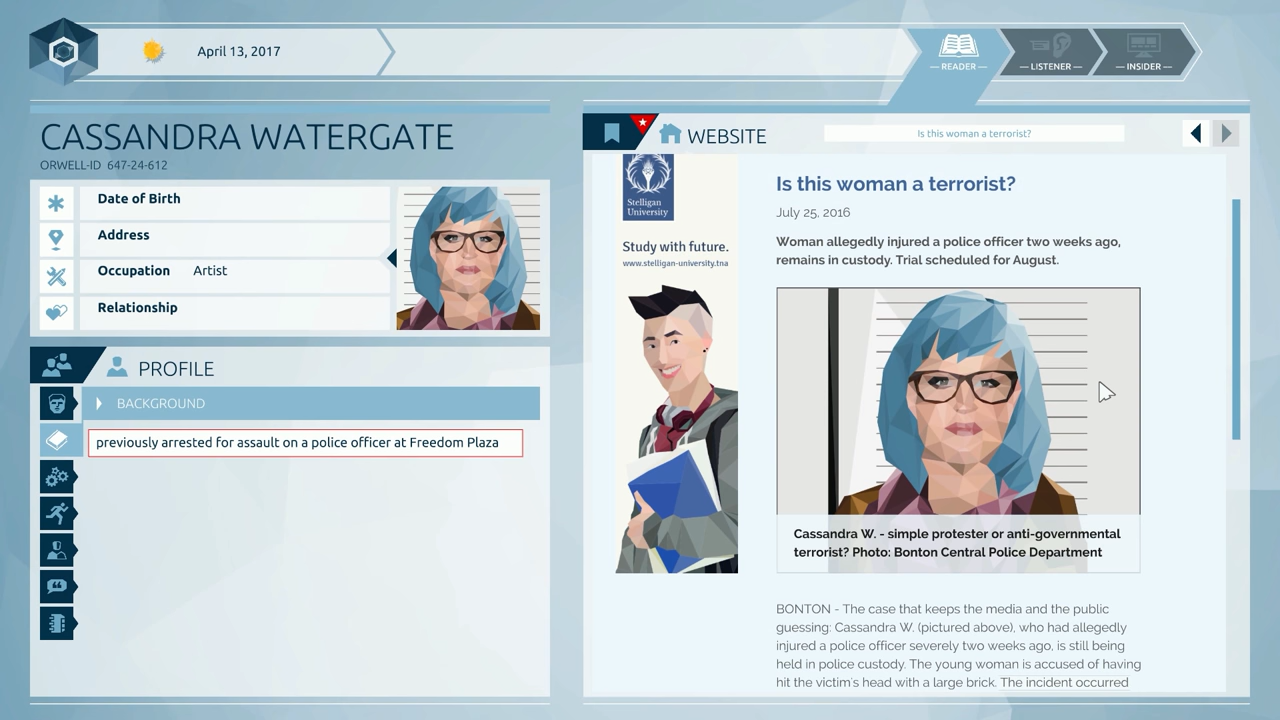 April 13, 2017
— READER —
— LISTENER —
— INSIDER —
CASSANDRA WATERGATE
ORWELL-ID 647-24-612
Date of Birth
Address
Occupation Artist
Relationship
PROFILE
BACKGROUND
previously arrested for assault on a police officer at Freedom Plaza
WEBSITE
Is this woman a terrorist?
Stelligan
University
Study with future.
www.stelligan-university.tna
Is this woman a terrorist?
July 25, 2016
Woman allegedly injured a police officer two weeks ago,
remains in custody. Trial scheduled for August.
Cassandra W. - simple protester or anti-governmental
terrorist? Photo: Bonton Central Police Department
BONTON - The case that keeps the media and the public
guessing: Cassandra W. (pictured above), who had allegedly
injured a police officer severely two weeks ago, is still being
held in police custody. The young woman is accused of having
hit the victim's head with a large brick. The incident occurred